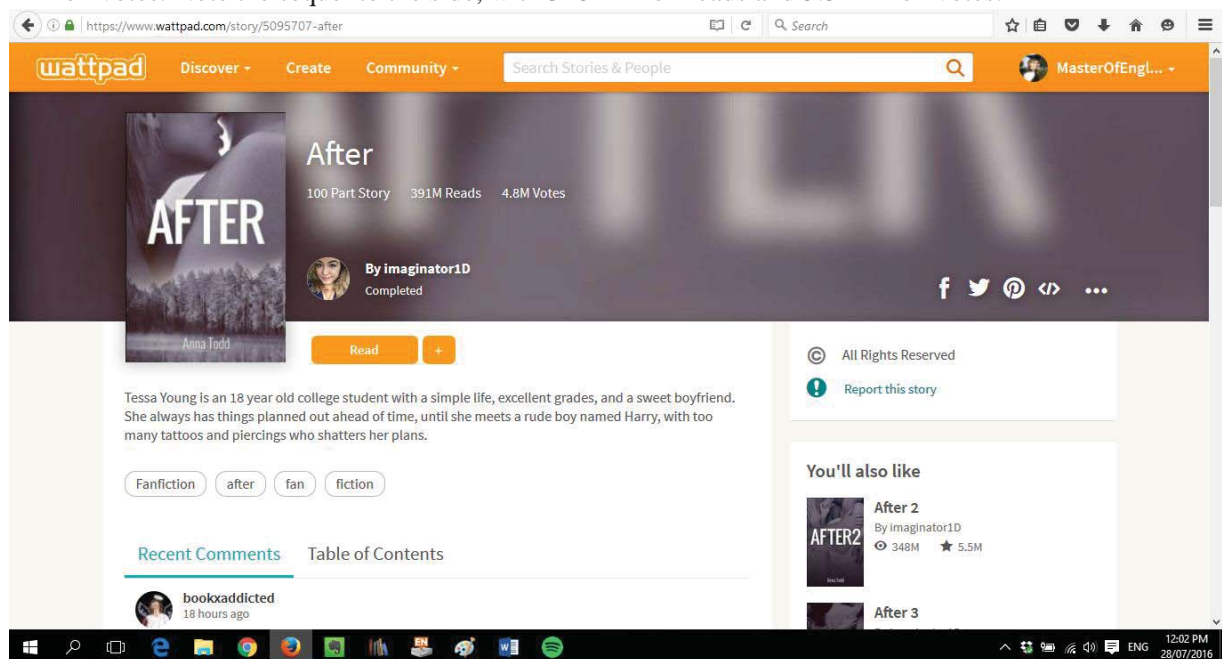 https://www.wattpad.com/story/5095707-after
Search
wattpad
Discover
Create
Community
Search Stories & People
MasterOfEngl...
AFTER
Anna Todd
After
100 Part Story 391M Reads 4.8M Votes
By imaginator1D
Completed
Read +
Tessa Young is an 18 year old college student with a simple life, excellent grades, and a sweet boyfriend.
She always has things planned out ahead of time, until she meets a rude boy named Harry, with too
many tattoos and piercings who shatters her plans.
Fanfiction after fan fiction
Recent Comments Table of Contents
bookxaddicted
18 hours ago
All Rights Reserved
Report this story
You'll also like
AFTER2
After 2
By imaginator1D
348M 5.5M
After 3
ENG
12:02 PM
28/07/2016